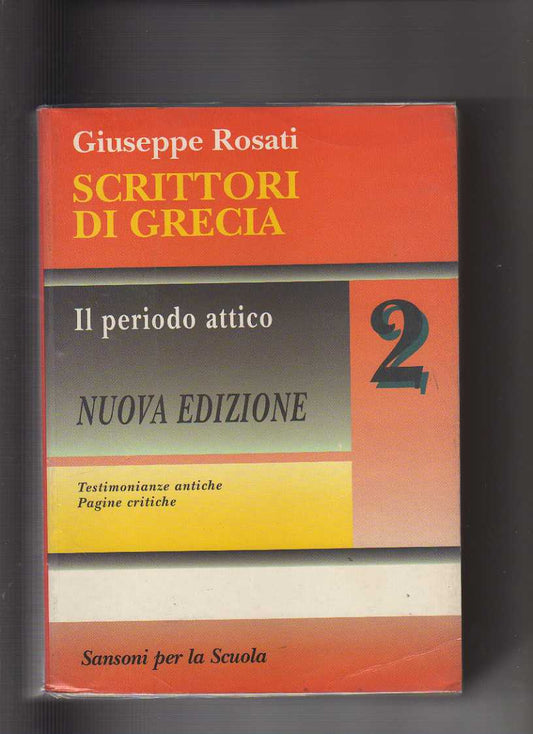 Giuseppe Rosati
SCRITTORI
DI GRECIA
Il periodo attico
2
NUOVA EDIZIONE
Testimonianze antiche
Pagine critiche
Sansoni per la Scuola